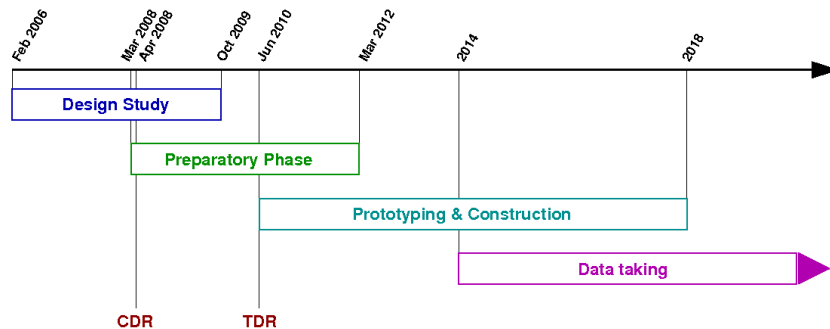 Feb 2006
Mar 2008
Apr 2008
Oct 2009
Jun 2010
Mar 2012
2014
2018
Design Study
Preparatory Phase
Prototyping & Construction
Data taking
CDR
TDR